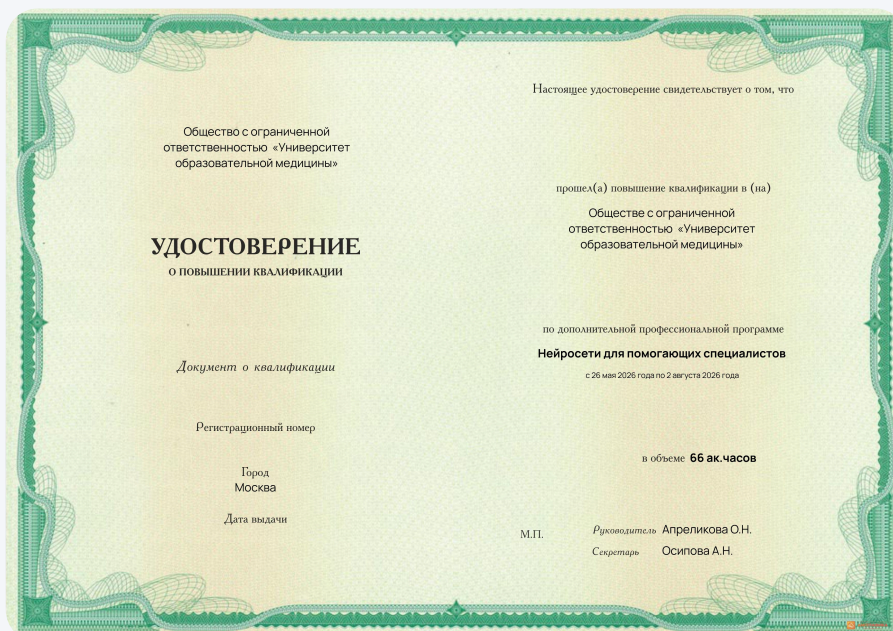 Общество с ограниченной
ответственностью «Университет
образовательной медицины»
УДОСТОВЕРЕНИЕ
О ПОВЫШЕНИИ КВАЛИФИКАЦИИ
Документ о квалификации
Регистрационный номер
Город
Москва
Дата выдачи
Настоящее удостоверение свидетельствует о том, что
прошел(а) повышение квалификации в (на)
Обществе с ограниченной
ответственностью «Университет
образовательной медицины»
по дополнительной профессиональной программе
Нейросети для помогающих специалистов
с 26 мая 2026 года по 2 августа 2026 года
в объеме 66 ак.часов
М.П.
Руководитель Апреликова О.Н.
Секретарь Осипова А.Н.